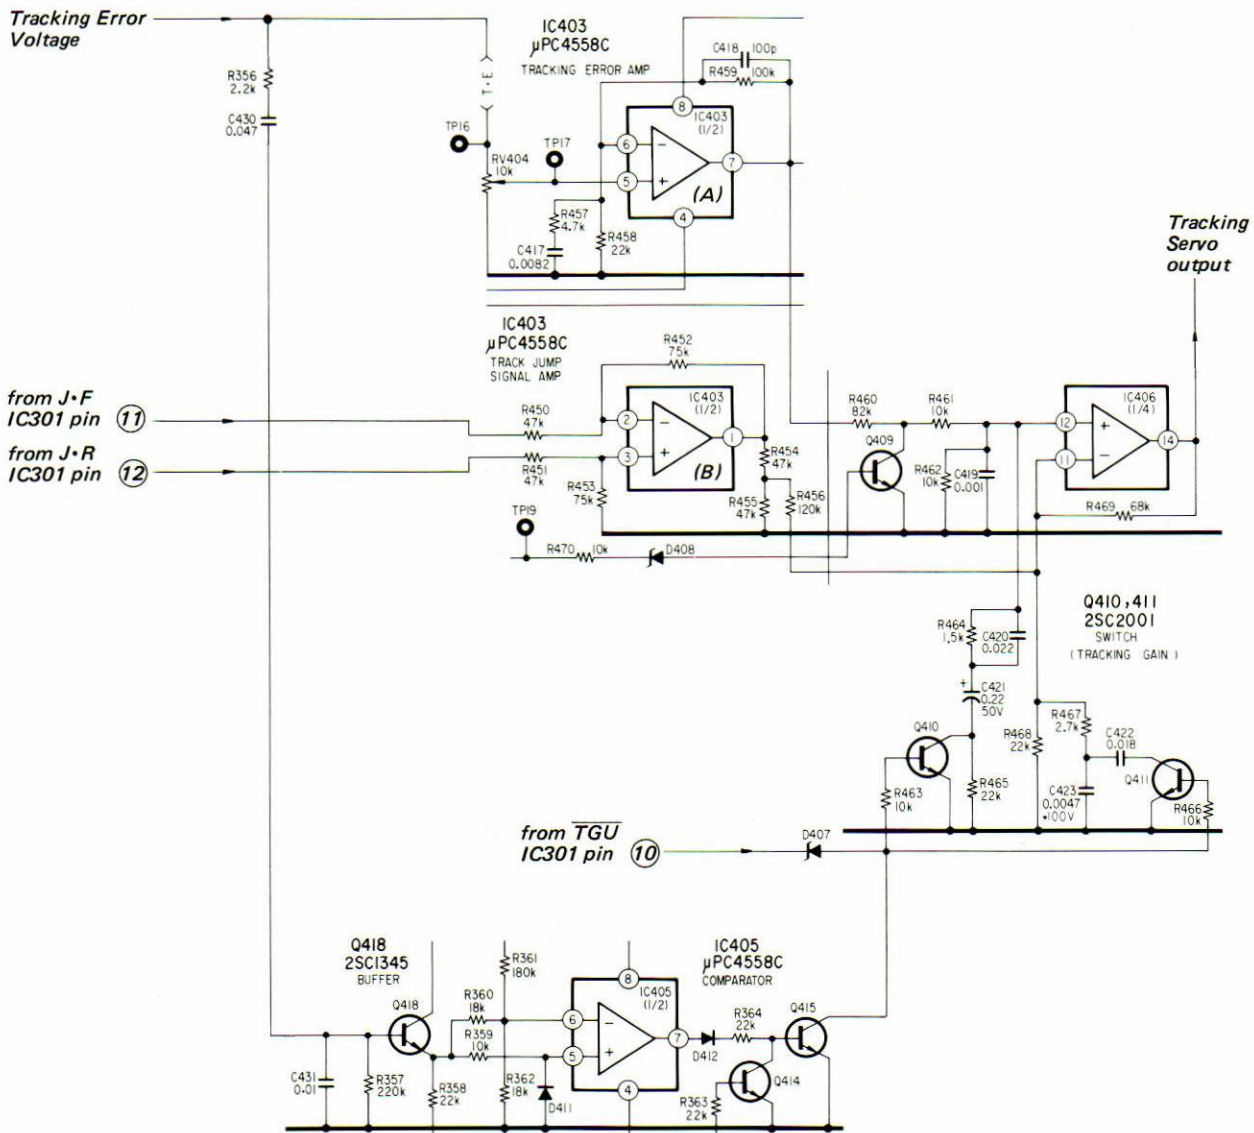 Tracking Error
Voltage
IC403
μPC4558C
TRACKING ERROR AMP
C418 100p
R459 100k
R356
2.2k
T·E
C430
0.047
8
IC403
(1/2)
TP16
TP17
6
7
RV404
10k
5
(A)
4
R457
4.7k
R458
22k
C417
0.0082
Tracking
Servo
output
IC403
μPC4558C
TRACK JUMP
SIGNAL AMP
R452
75k
from J·F
IC301 pin 11
R450
47k
2
IC403
(1/2)
1
R460
82k
R461
10k
12
IC406
(1/4)
14
from J·R
IC301 pin 12
R451
47k
3
(B)
R454
47k
Q409
11
R453
75k
R455
47k
R456
120k
R462
10k
C419
0.001
R469 68k
TP19
R470 10k
D408
Q410,411
2SC2001
SWITCH
(TRACKING GAIN)
R464
1.5k
C420
0.022
+
C421
0.22
50V
Q410
R467
2.7k
C422
0.018
R468
22k
Q411
R463
10k
R465
22k
C423
0.0047
+100V
R466
10k
from TGU
IC301 pin 10
D407
Q418
2SC1345
BUFFER
R361
180k
8
IC405
μPC4558C
COMPARATOR
IC405
(1/2)
Q418
R360
18k
6
R364
22k
Q415
R359
10k
5
7
D412
C431
0.01
R357
220k
R358
22k
R362
18k
D411
4
R363
22k
Q414